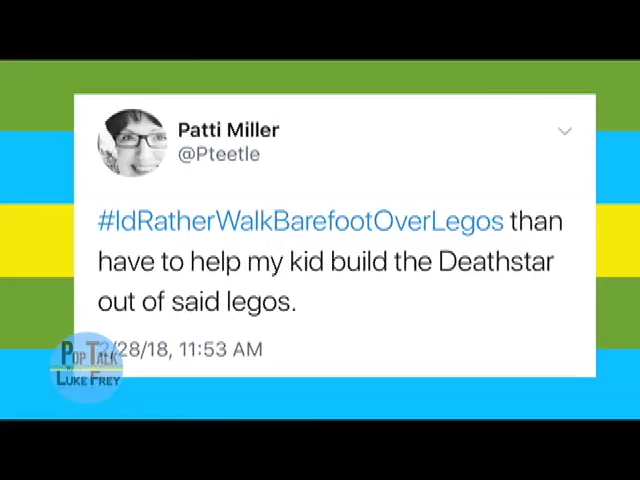 Patti Miller
@Pteetle
#IdRatherWalkBarefootOverLegos than
have to help my kid build the Deathstar
out of said legos.
/28/18, 11:53 AM
POP TALK
LUKE FREY